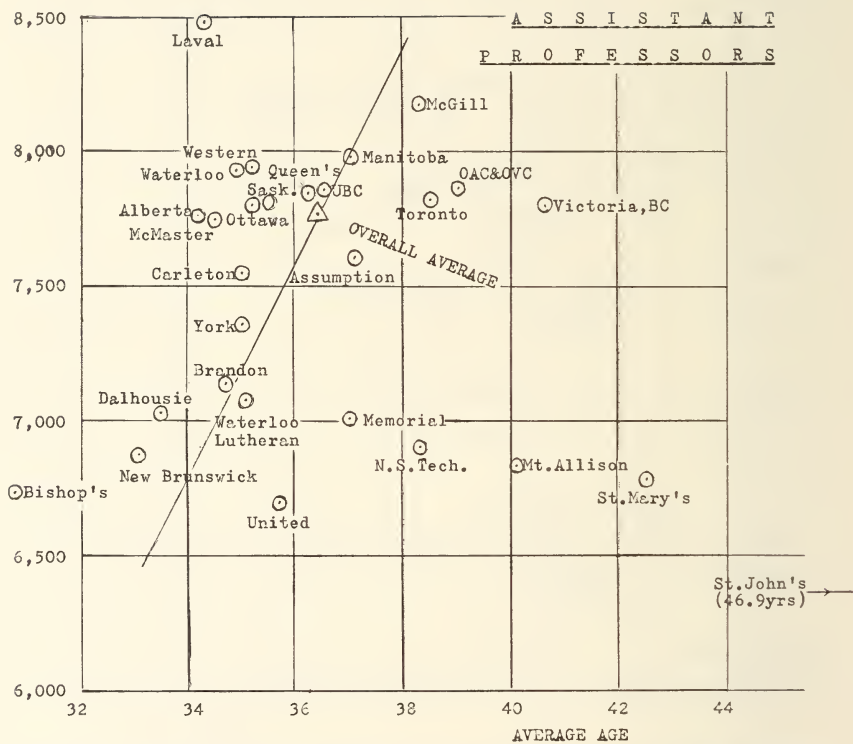 8,500
A S S I S T A N T
P R O F E S S O R S
Laval
McGill
8,000
Western
Manitoba
Waterloo
Queen's
OAC&OVC
Sask.
UBC
Alberta
Ottawa
Toronto
Victoria,BC
McMaster
OVERALL AVERAGE
7,500
Carleton
Assumption
York
Brandon
Dalhousie
7,000
Waterloo
Lutheran
Memorial
New Brunswick
N.S.Tech.
Mt.Allison
Bishop's
St.Mary's
United
6,500
St.John's
(46.9yrs)
6,000
32 34 36 38 40 42 44
AVERAGE AGE